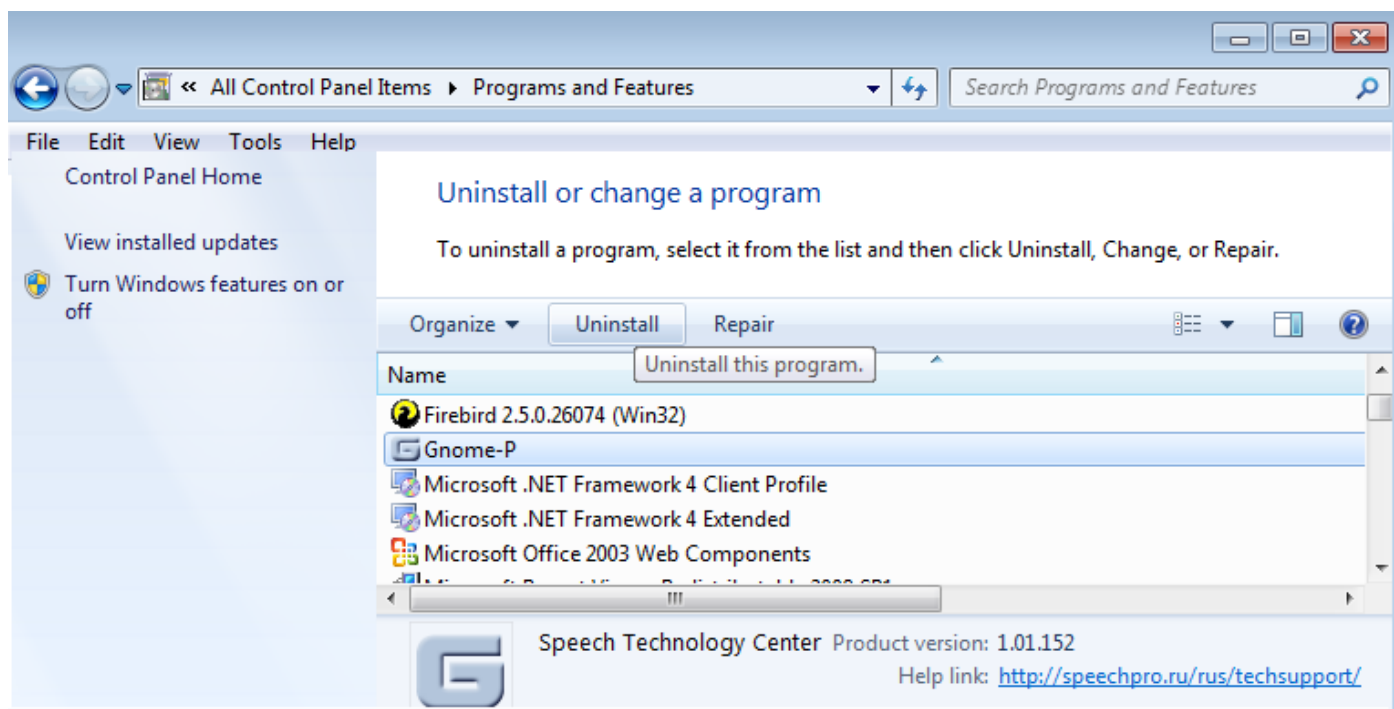 « All Control Panel Items ▸ Programs and Features
Search Programs and Features
File Edit View Tools Help
Control Panel Home
View installed updates
Turn Windows features on or
off
Uninstall or change a program
To uninstall a program, select it from the list and then click Uninstall, Change, or Repair.
Organize Uninstall Repair
Uninstall this program.
Name
Firebird 2.5.0.26074 (Win32)
Gnome-P
Microsoft .NET Framework 4 Client Profile
Microsoft .NET Framework 4 Extended
Microsoft Office 2003 Web Components
Speech Technology Center Product version: 1.01.152
Help link: http://speechpro.ru/rus/techsupport/